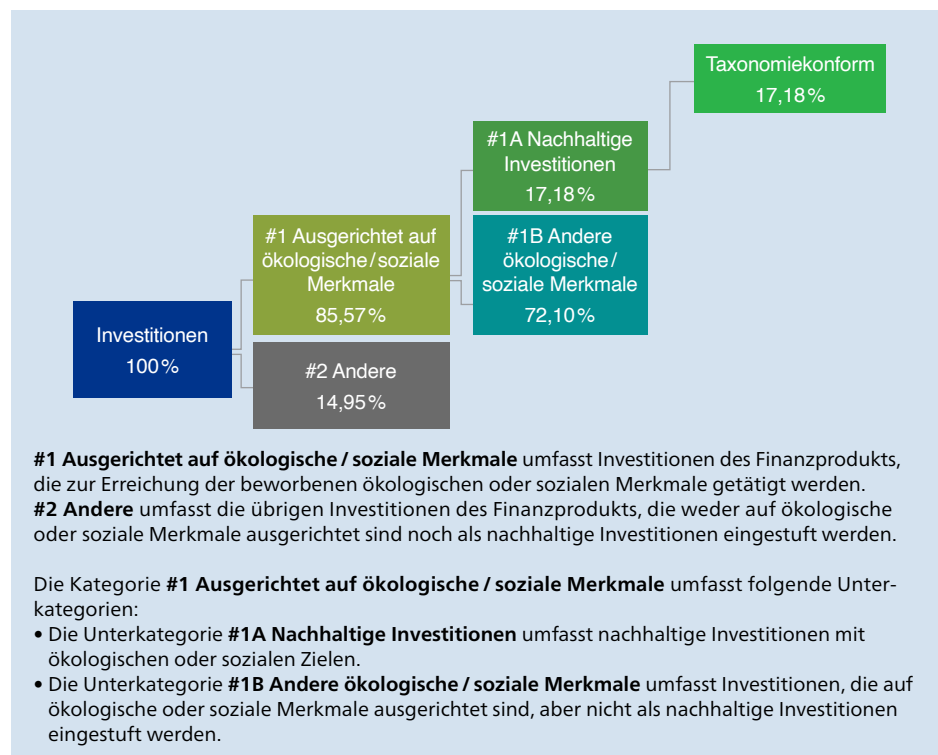 Taxonomiekonform
17,18 %
#1A Nachhaltige
Investitionen
17,18 %
#1 Ausgerichtet auf
ökologische / soziale
Merkmale
85,57 %
#1B Andere
ökologische /
soziale Merkmale
72,10 %
Investitionen
100 %
#2 Andere
14,95 %
#1 Ausgerichtet auf ökologische / soziale Merkmale umfasst Investitionen des Finanzprodukts,
die zur Erreichung der beworbenen ökologischen oder sozialen Merkmale getätigt werden.
#2 Andere umfasst die übrigen Investitionen des Finanzprodukts, die weder auf ökologische
oder soziale Merkmale ausgerichtet sind noch als nachhaltige Investitionen eingestuft werden.
Die Kategorie #1 Ausgerichtet auf ökologische / soziale Merkmale umfasst folgende Unter-
kategorien:
• Die Unterkategorie #1A Nachhaltige Investitionen umfasst nachhaltige Investitionen mit
ökologischen oder sozialen Zielen.
• Die Unterkategorie #1B Andere ökologische / soziale Merkmale umfasst Investitionen, die auf
ökologische oder soziale Merkmale ausgerichtet sind, aber nicht als nachhaltige Investitionen
eingestuft werden.